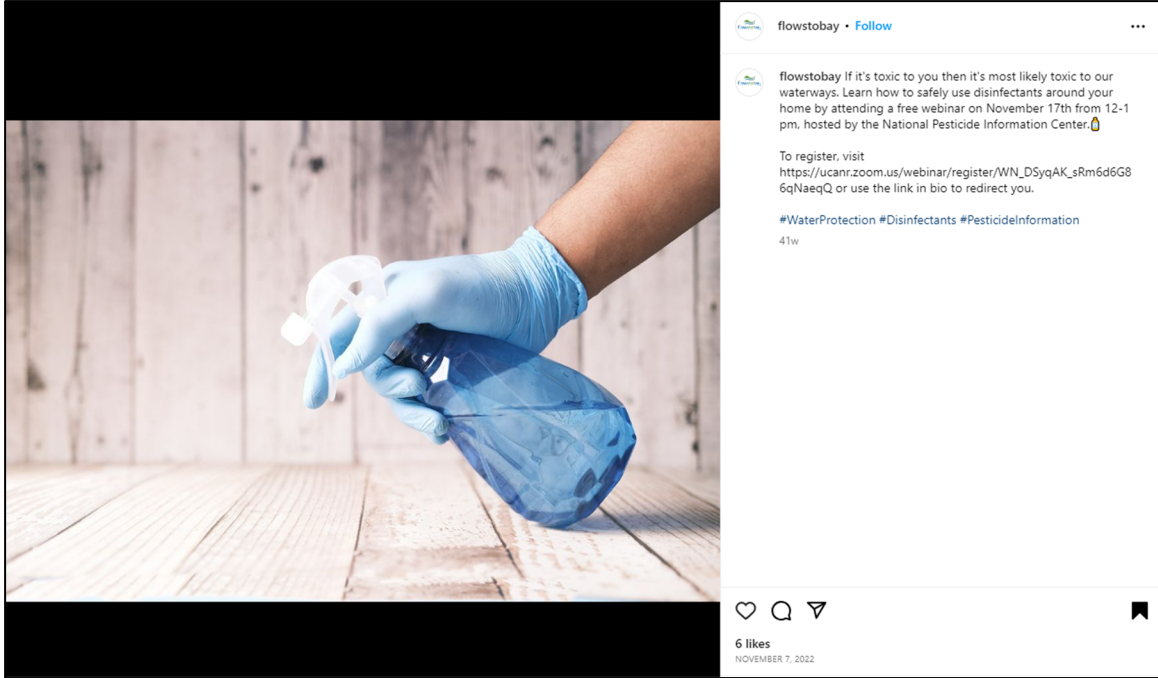 flowstobay • Follow
flowstobay If it's toxic to you then it's most likely toxic to our
waterways. Learn how to safely use disinfectants around your
home by attending a free webinar on November 17th from 12-1
pm, hosted by the National Pesticide Information Center.🧴
To register, visit
https://ucanr.zoom.us/webinar/register/WN_DSyqAK_sRm6d6G8
6qNaeqQ or use the link in bio to redirect you.
#WaterProtection #Disinfectants #PesticideInformation
41w
6 likes
NOVEMBER 7, 2022